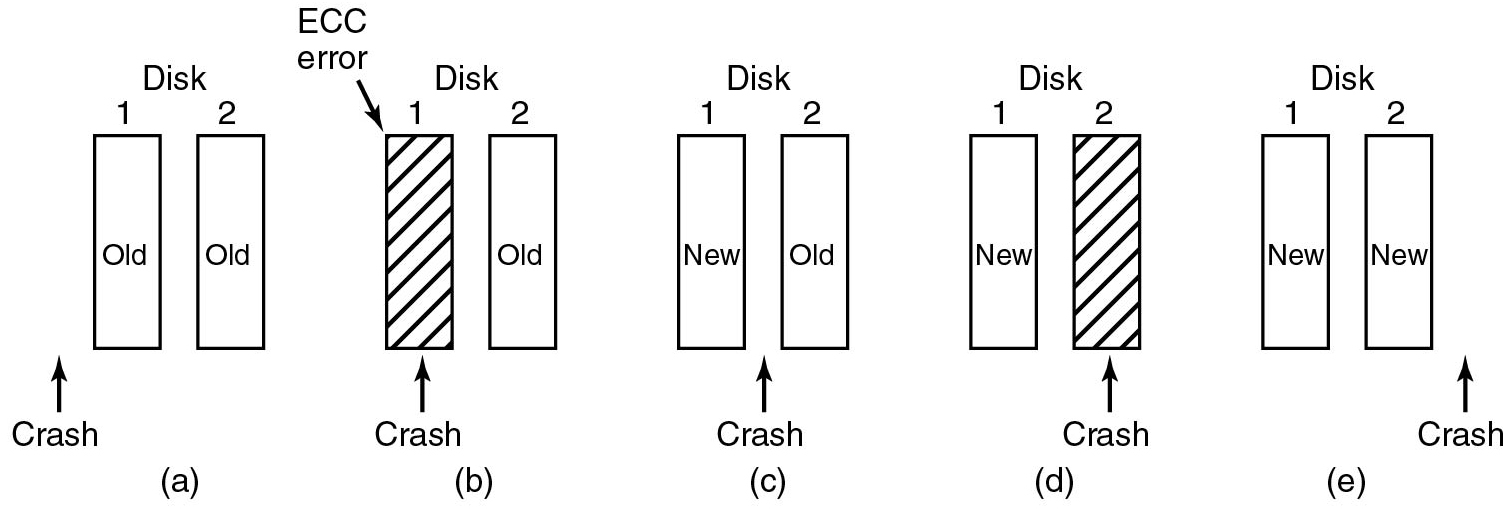 ECC
error
Disk
1 2
Old Old
Crash
(a)
Disk
1 2
Old
Crash
(b)
Disk
1 2
New Old
Crash
(c)
Disk
1 2
New
Crash
(d)
Disk
1 2
New New
Crash
(e)